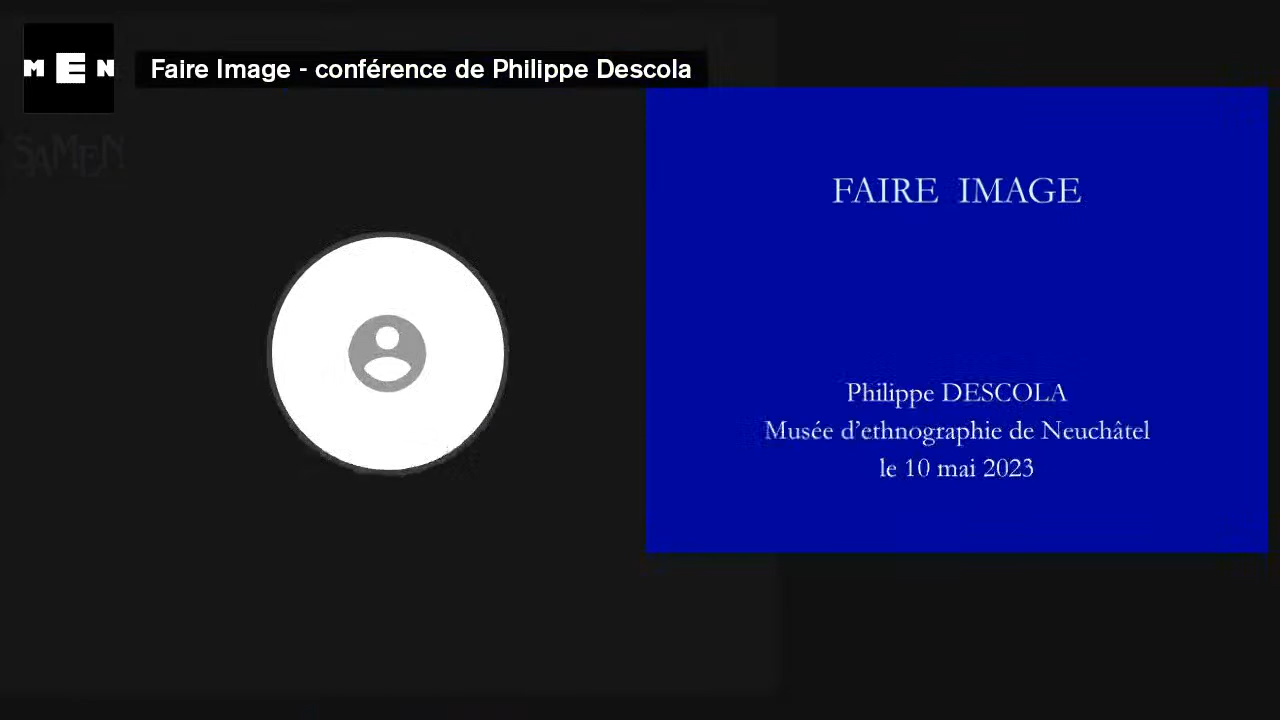 MEN
Faire Image - conférence de Philippe Descola
SAMEN
FAIRE IMAGE
Philippe DESCOLA
Musée d'ethnographie de Neuchâtel
le 10 mai 2023